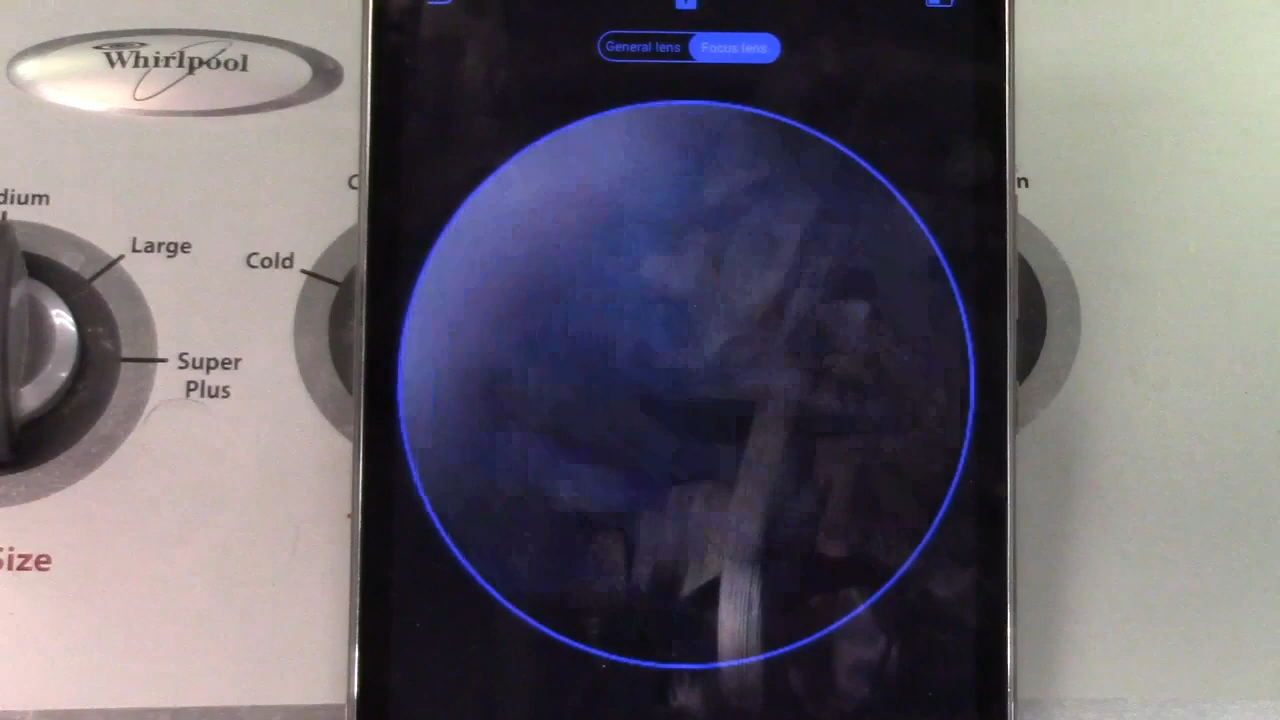 Whirlpool
General lens
Focus lens
dium
Large
Super
Plus
Size
C
Cold
n